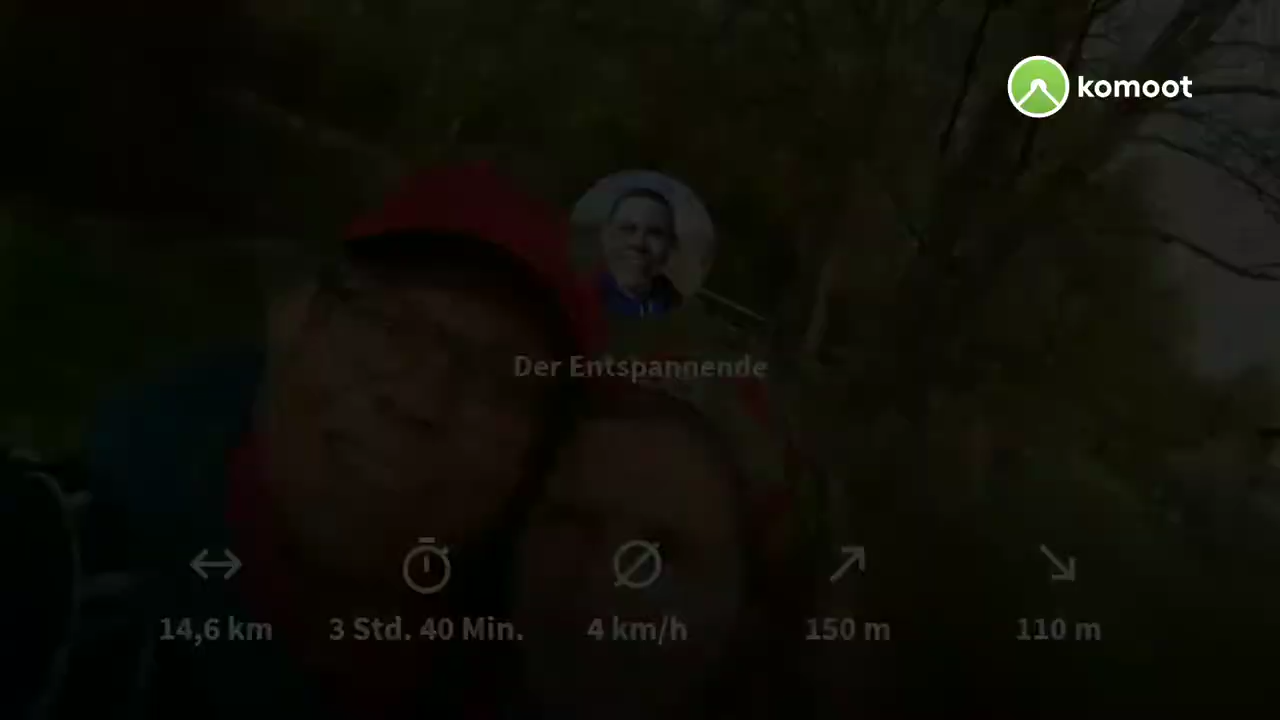 komoot
Der Entspannende
14,6 km
3 Std. 40 Min.
4 km/h
150 m
110 m